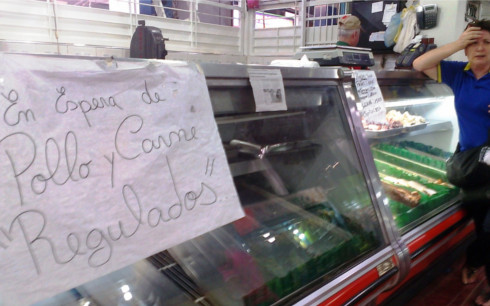 En Espera de
Pollo y Carne
"Regulados"